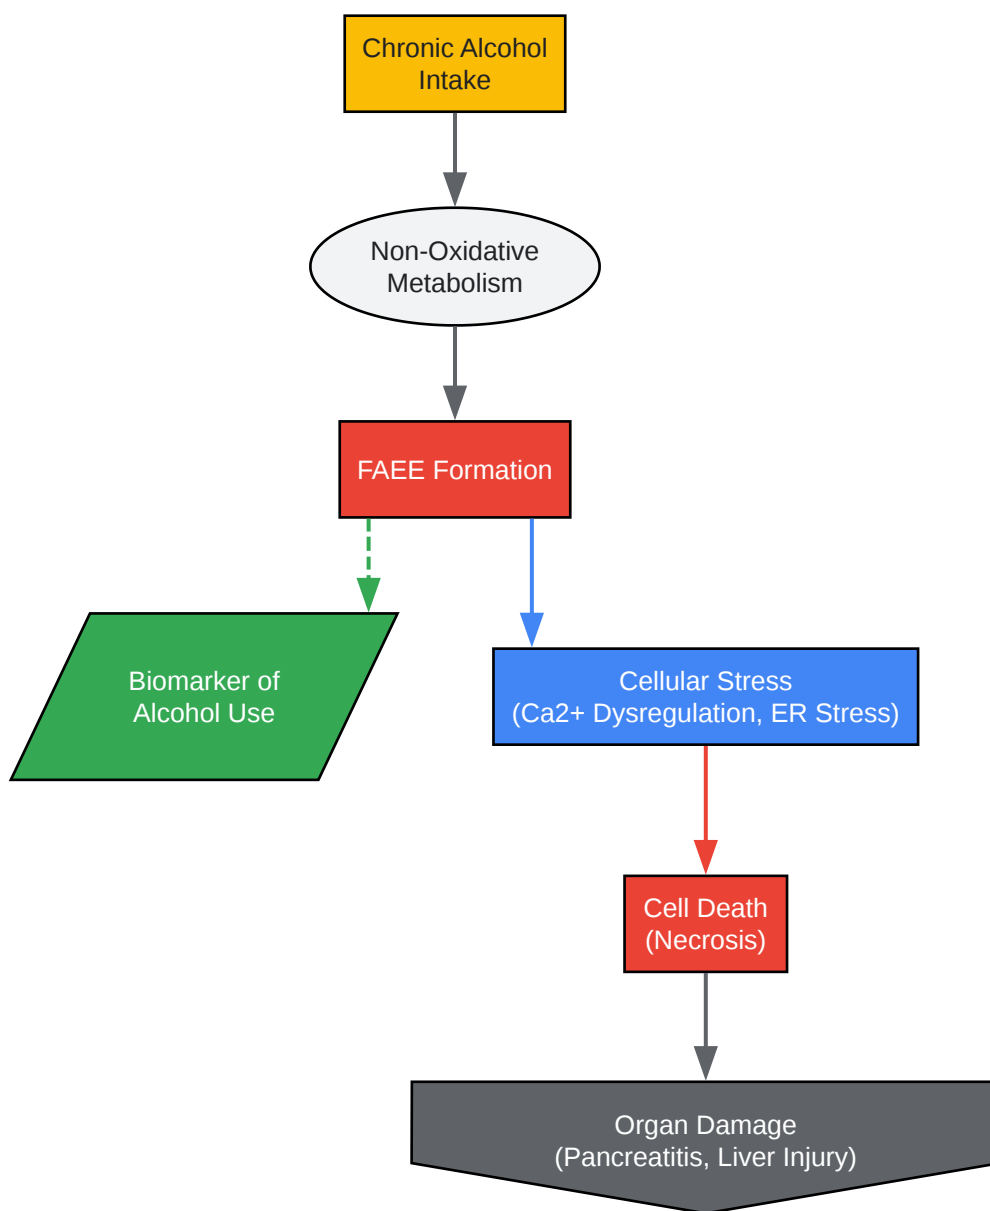 Chronic Alcohol
Intake
Non-Oxidative
Metabolism
FAEE Formation
Biomarker of
Alcohol Use
Cellular Stress
(Ca2+ Dysregulation, ER Stress)
Cell Death
(Necrosis)
Organ Damage
(Pancreatitis, Liver Injury)